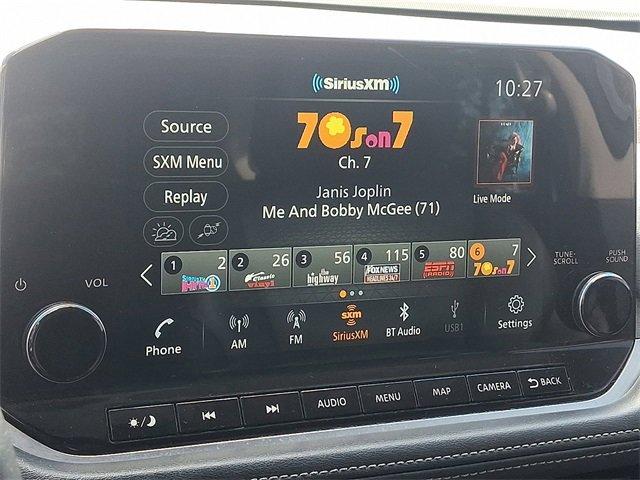 SiriusXM
10:27
Source
70s on 7
Ch. 7
SXM Menu
Janis Joplin
Replay
Me And Bobby McGee (71)
Live Mode
1 2
2 26 Classic vinyl
3 56 the highway
4 115 FOX NEWS HEADLINES 24/7
5 80 ESPN RADIO
6 7 70s on 7
VOL
TUNE-SCROLL
PUSH SOUND
Phone
AM
FM
sxm
SiriusXM
BT Audio
USB1
Settings
AUDIO
MENU
MAP
CAMERA
BACK